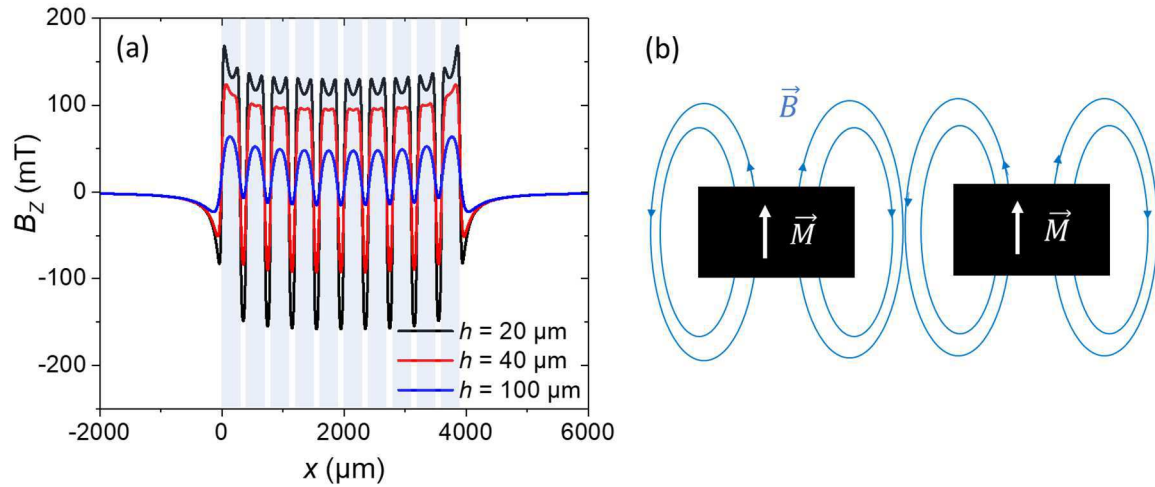 (a)
200
100
0
-100
-200
B_Z (mT)
h = 20 µm
h = 40 µm
h = 100 µm
-2000 0 2000 4000 6000
x (µm)
(b)
B⃗
M⃗ M⃗